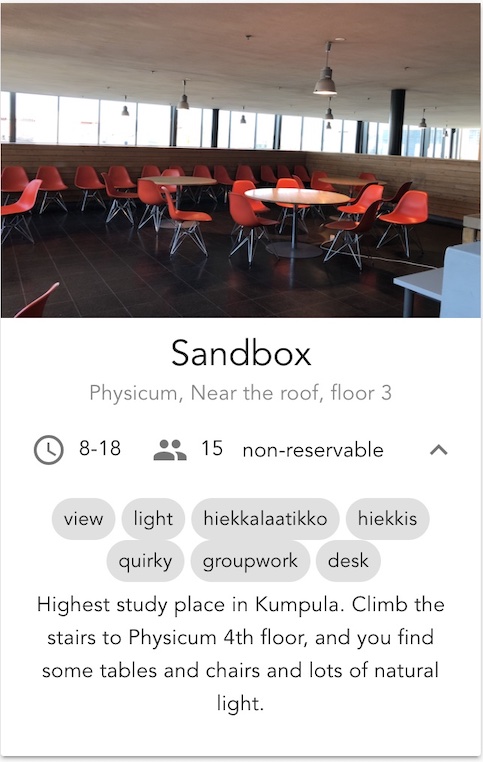 Sandbox
Physicum, Near the roof, floor 3
8-18 15 non-reservable
view light hiekkalaatikko hiekkis
quirky groupwork desk
Highest study place in Kumpula. Climb the
stairs to Physicum 4th floor, and you find
some tables and chairs and lots of natural
light.